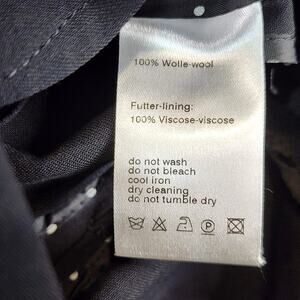 100% Wolle-wool
Futter-lining:
100% Viscose-viscose
do not wash
do not bleach
cool iron
dry cleaning
do not tumble dry
P